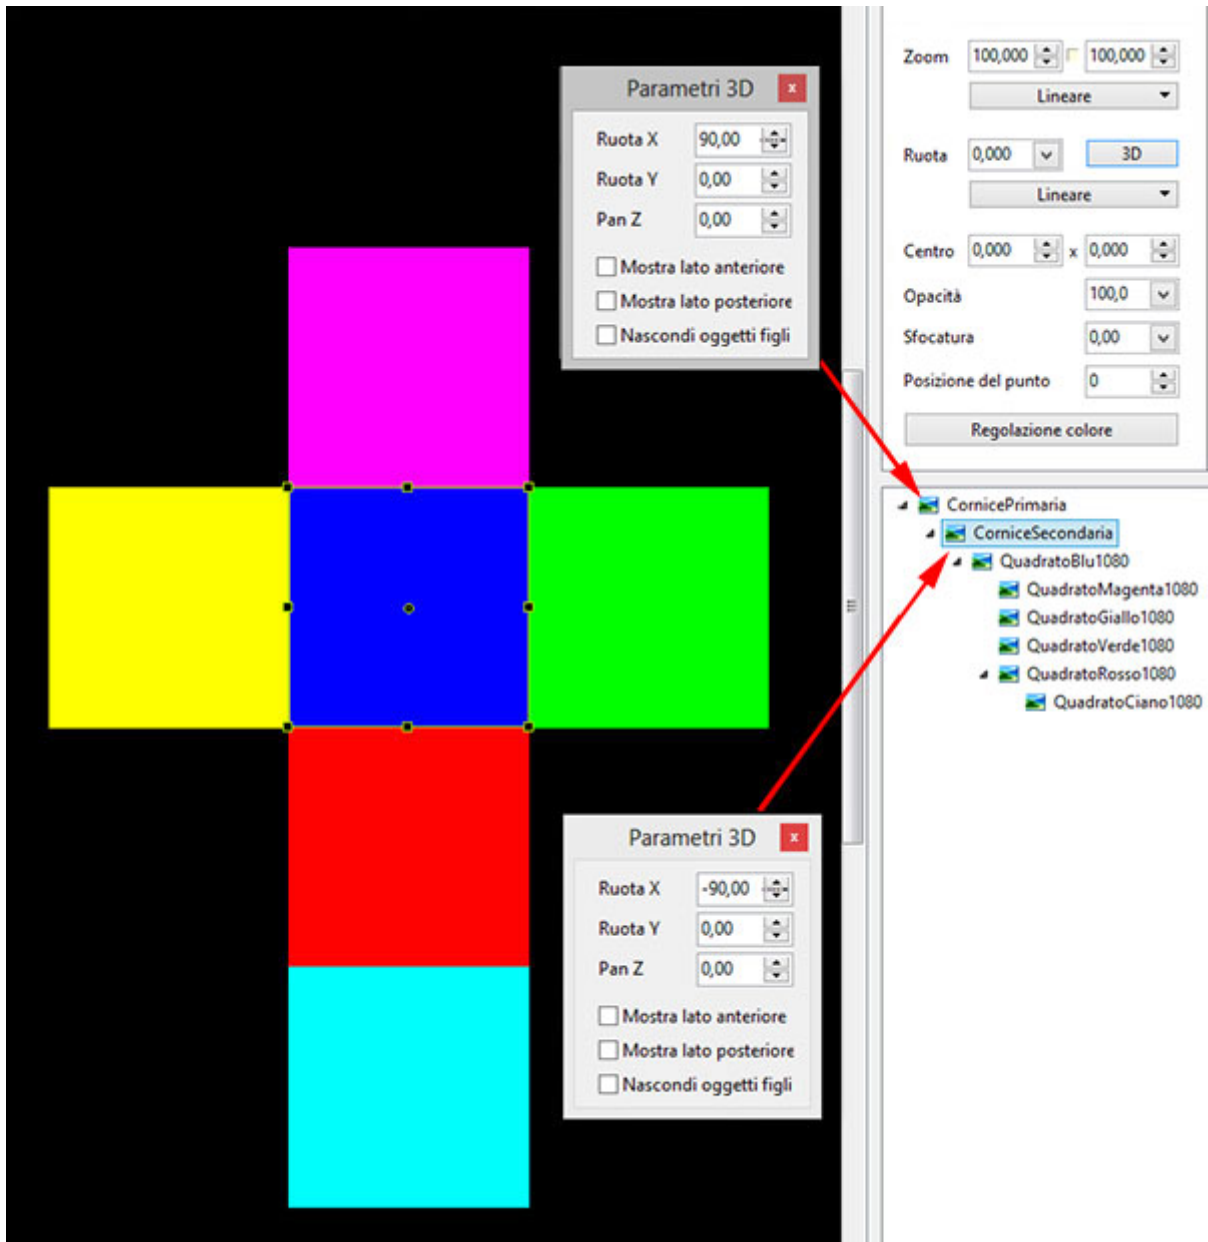 Zoom 100,000 100,000
Lineare
Ruota 0,000 3D
Lineare
Centro 0,000 x 0,000
Opacità 100,0
Sfocatura 0,00
Posizione del punto 0
Regolazione colore
Parametri 3D x
Ruota X 90,00
Ruota Y 0,00
Pan Z 0,00
Mostra lato anteriore
Mostra lato posteriore
Nascondi oggetti figli
CornicePrimaria
CorniceSecondaria
QuadratoBlu1080
QuadratoMagenta1080
QuadratoGiallo1080
QuadratoVerde1080
QuadratoRosso1080
QuadratoCiano1080
Parametri 3D x
Ruota X -90,00
Ruota Y 0,00
Pan Z 0,00
Mostra lato anteriore
Mostra lato posteriore
Nascondi oggetti figli